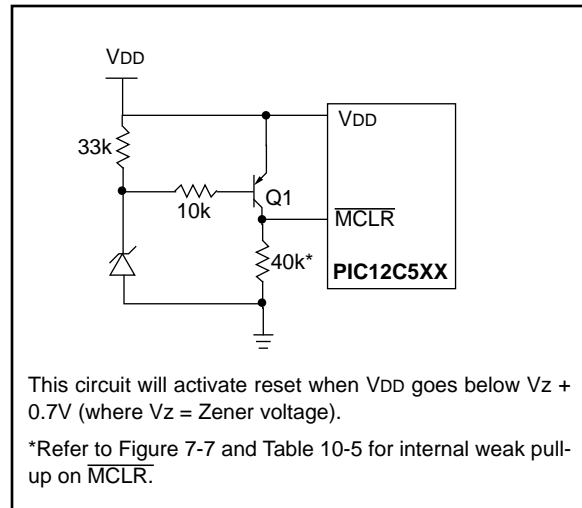 VDD
33k
10k
Q1
40k*
VDD
MCLR
PIC12C5XX
This circuit will activate reset when VDD goes below Vz +
0.7V (where Vz = Zener voltage).
*Refer to Figure 7-7 and Table 10-5 for internal weak pull-
up on MCLR.